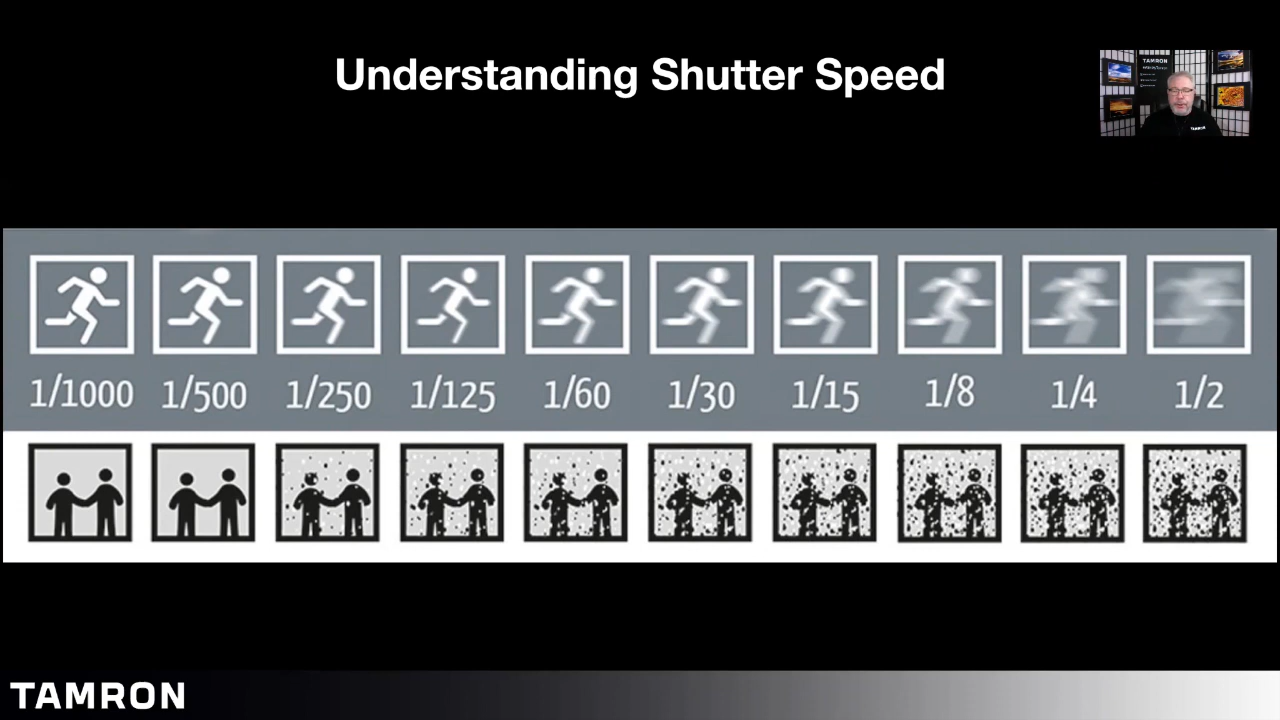 Understanding Shutter Speed
TAMRON
1/1000 1/500 1/250 1/125 1/60 1/30 1/15 1/8 1/4 1/2
TAMRON